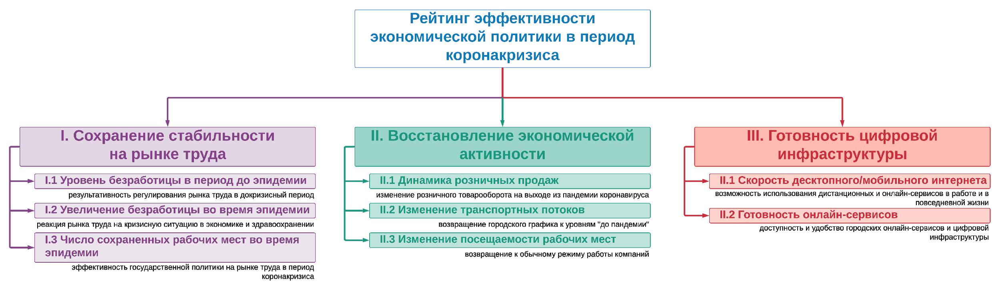 Рейтинг эффективности
экономической политики в период
коронакризиса
I. Сохранение стабильности
на рынке труда
I.1 Уровень безработицы в период до эпидемии
результативность регулирования рынка труда в докризисный период
I.2 Увеличение безработицы во время эпидемии
реакция рынка труда на кризисную ситуацию в экономике и здравоохранении
I.3 Число сохраненных рабочих мест во время
эпидемии
эффективность государственной политики на рынке труда в период
коронакризиса
II. Восстановление экономической
активности
II.1 Динамика розничных продаж
изменение розничного товарооборота на выходе из пандемии коронавируса
II.2 Изменение транспортных потоков
возвращение городского графика к уровням "до пандемии"
II.3 Изменение посещаемости рабочих мест
возвращение к обычному режиму работы компаний
III. Готовность цифровой
инфраструктуры
II.1 Скорость десктопного/мобильного интернета
возможность использования дистанционных и онлайн-сервисов в работе и в
повседневной жизни
II.2 Готовность онлайн-сервисов
доступность и удобство городских онлайн-сервисов и цифровой
инфраструктуры